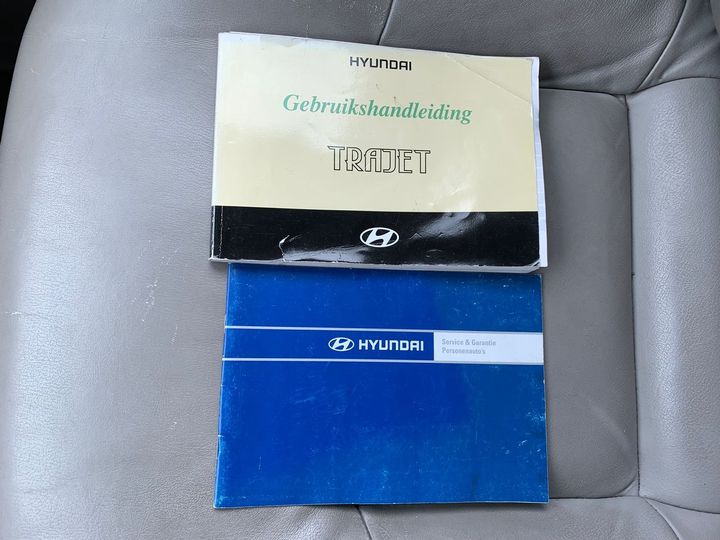 HYUNDAI
Gebruikshandleiding
TRAJET
HYUNDAI
Service & Garantie
Personenauto's